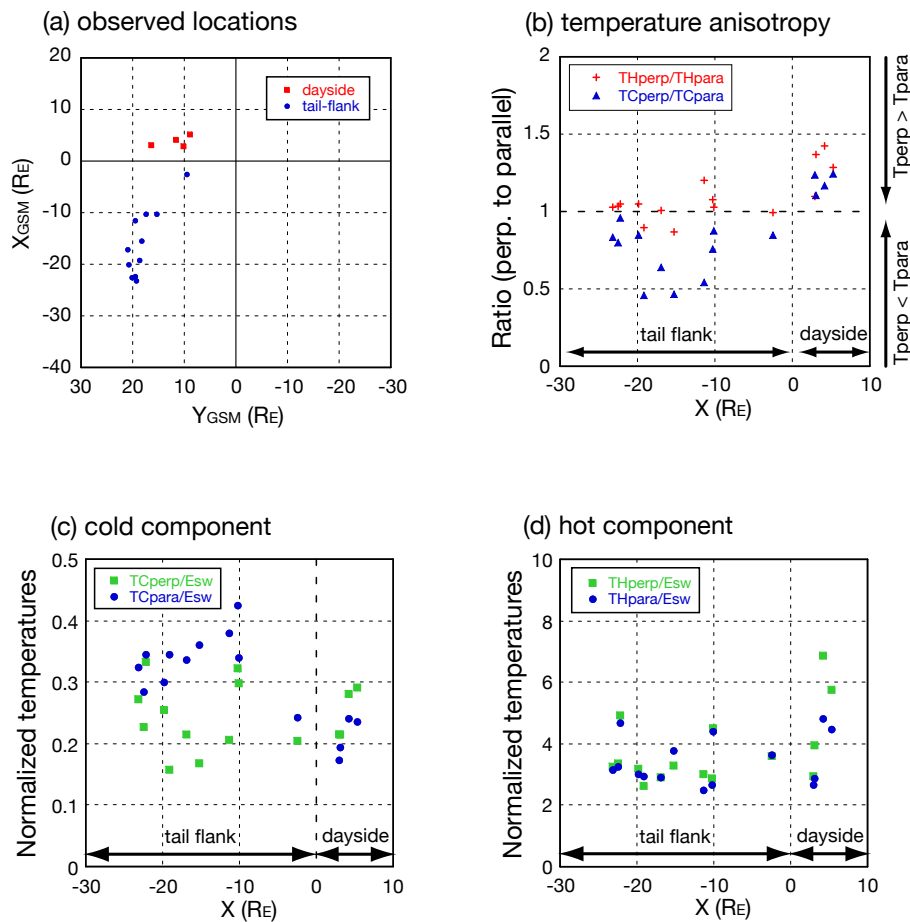 (a) observed locations
20
10
0
-10
-20
-30
-40
XGSM (RE)
dayside
tail-flank
30 20 10 0 -10 -20 -30
YGSM (RE)
(b) temperature anisotropy
2
1.5
1
0.5
0
Ratio (perp. to parallel)
THperp/THpara
TCperp/TCpara
tail flank
dayside
-30 -20 -10 0 10
X (RE)
Tperp > Tpara
Tperp < Tpara
(c) cold component
0.5
0.4
0.3
0.2
0.1
0
Normalized temperatures
TCperp/Esw
TCpara/Esw
tail flank
dayside
-30 -20 -10 0 10
X (RE)
(d) hot component
10
8
6
4
2
0
Normalized temperatures
THperp/Esw
THpara/Esw
tail flank
dayside
-30 -20 -10 0 10
X (RE)